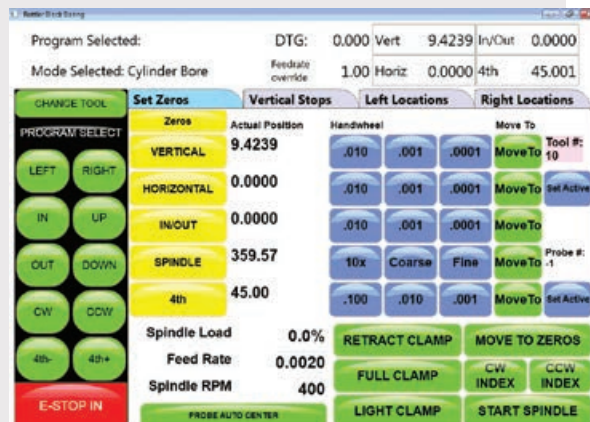 Rottler Block Boring
Program Selected: DTG: 0.000 Vert 9.4239 In/Out 0.0000
Mode Selected: Cylinder Bore Feedrate override 1.00 Horiz 0.0000 4th 45.001
CHANGE TOOL Set Zeros Vertical Stops Left Locations Right Locations
PROGRAM SELECT Zeros Actual Position Handwheel Move To
VERTICAL 9.4239 .010 .001 .0001 MoveTo Tool #: 10
LEFT RIGHT HORIZONTAL 0.0000 .010 .001 .0001 MoveTo Set Active
IN UP IN/OUT 0.0000 .010 .001 .0001 MoveTo
OUT DOWN SPINDLE 359.57 10x Coarse Fine MoveTo Probe #: -1
CW CCW 4th 45.00 .100 .010 .001 MoveTo Set Active
4th- 4th+ Spindle Load 0.0% RETRACT CLAMP MOVE TO ZEROS
Feed Rate 0.0020 FULL CLAMP CW INDEX CCW INDEX
Spindle RPM 400
E-STOP IN PROBE AUTO CENTER LIGHT CLAMP START SPINDLE